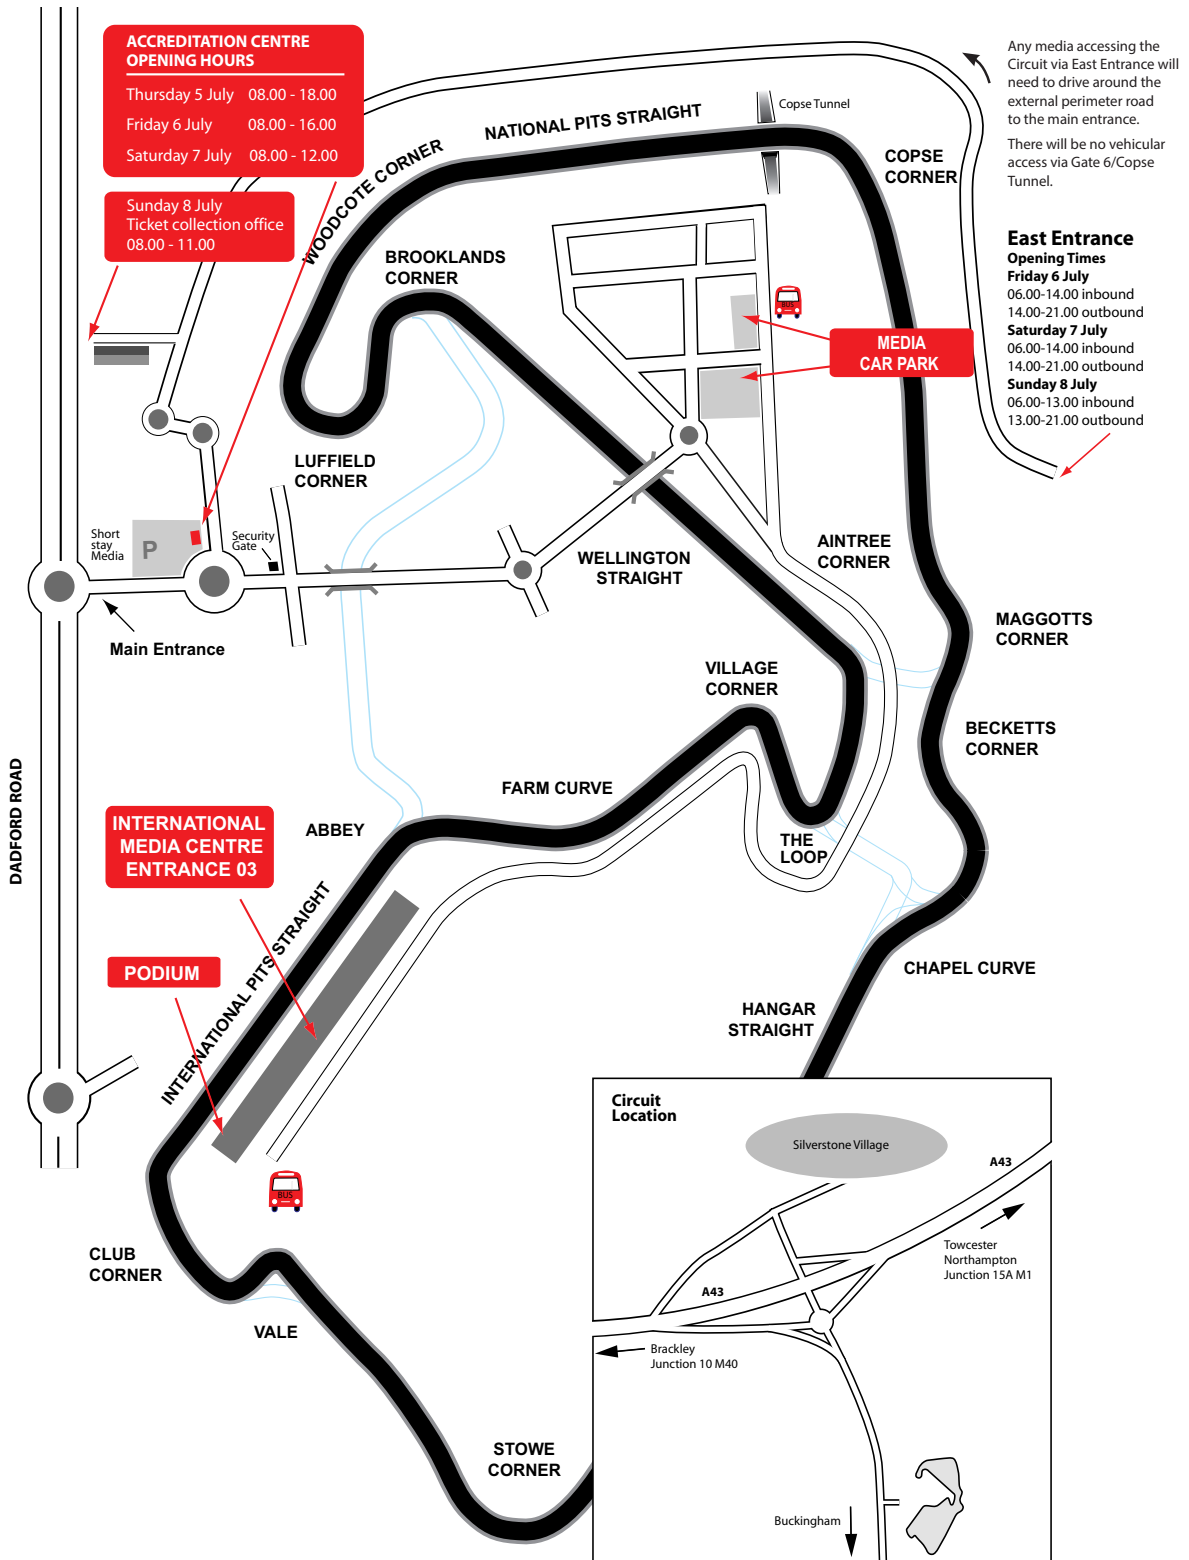 ACCREDITATION CENTRE
OPENING HOURS
Thursday 5 July 08.00 - 18.00
Friday 6 July 08.00 - 16.00
Saturday 7 July 08.00 - 12.00
Sunday 8 July
Ticket collection office
08.00 - 11.00
Any media accessing the
Circuit via East Entrance will
need to drive around the
external perimeter road
to the main entrance.
There will be no vehicular
access via Gate 6/Copse
Tunnel.
East Entrance
Opening Times
Friday 6 July
06.00-14.00 inbound
14.00-21.00 outbound
Saturday 7 July
06.00-14.00 inbound
14.00-21.00 outbound
Sunday 8 July
06.00-13.00 inbound
13.00-21.00 outbound
Copse Tunnel
NATIONAL PITS STRAIGHT
COPSE
CORNER
WOODCOTE CORNER
BROOKLANDS
CORNER
BUS
MEDIA
CAR PARK
LUFFIELD
CORNER
Short
stay
Media
P
Security
Gate
Main Entrance
WELLINGTON
STRAIGHT
AINTREE
CORNER
MAGGOTTS
CORNER
VILLAGE
CORNER
BECKETTS
CORNER
DADFORD ROAD
FARM CURVE
ABBEY
INTERNATIONAL
MEDIA CENTRE
ENTRANCE 03
THE
LOOP
INTERNATIONAL PITS STRAIGHT
PODIUM
CHAPEL CURVE
HANGAR
STRAIGHT
BUS
CLUB
CORNER
VALE
STOWE
CORNER
Circuit
Location
Silverstone Village
A43
Towcester
Northampton
Junction 15A M1
A43
Brackley
Junction 10 M40
Buckingham